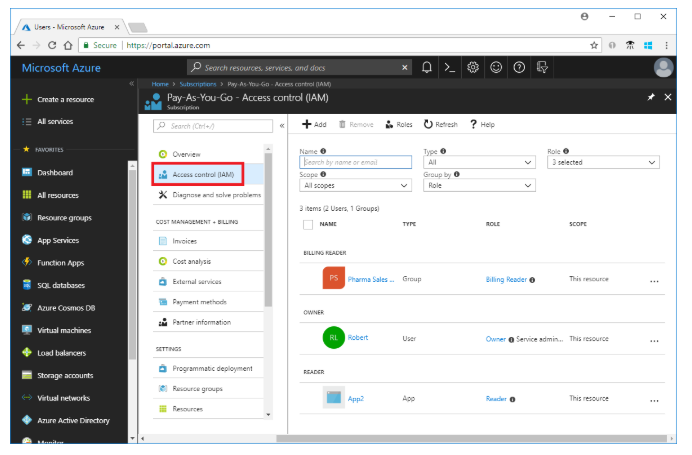 Users - Microsoft Azure
Secure | https://portal.azure.com
Microsoft Azure
Search resources, services, and docs
Home > Subscriptions > Pay-As-You-Go - Access control (IAM)
Pay-As-You-Go - Access control (IAM)
Subscription
Create a resource
All services
FAVORITES
Dashboard
All resources
Resource groups
App Services
Function Apps
SQL databases
Azure Cosmos DB
Virtual machines
Load balancers
Storage accounts
Virtual networks
Azure Active Directory
Monitor
Search (Ctrl+/)
Overview
Access control (IAM)
Diagnose and solve problems
COST MANAGEMENT + BILLING
Invoices
Cost analysis
External services
Payment methods
Partner information
SETTINGS
Programmatic deployment
Resource groups
Resources
Add Remove Roles Refresh Help
Name Type Role
Search by name or email All 3 selected
Scope Group by
All scopes Role
3 items (2 Users, 1 Groups)
NAME TYPE ROLE SCOPE
BILLING READER
PS Pharma Sales ... Group Billing Reader This resource ...
OWNER
RL Robert User Owner Service admin... This resource ...
READER
App2 App Reader This resource ...